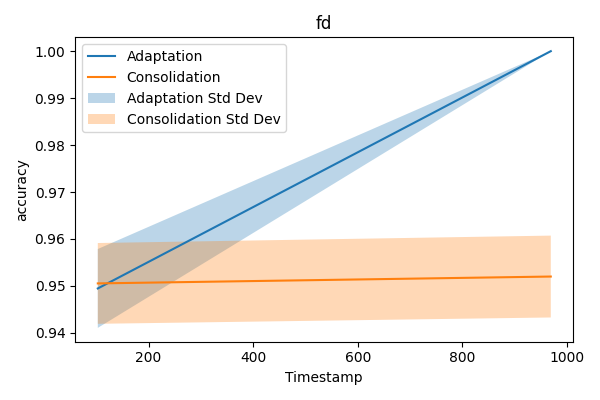 fd
Adaptation
Consolidation
Adaptation Std Dev
Consolidation Std Dev
accuracy
1.00
0.99
0.98
0.97
0.96
0.95
0.94
200 400 600 800 1000
Timestamp